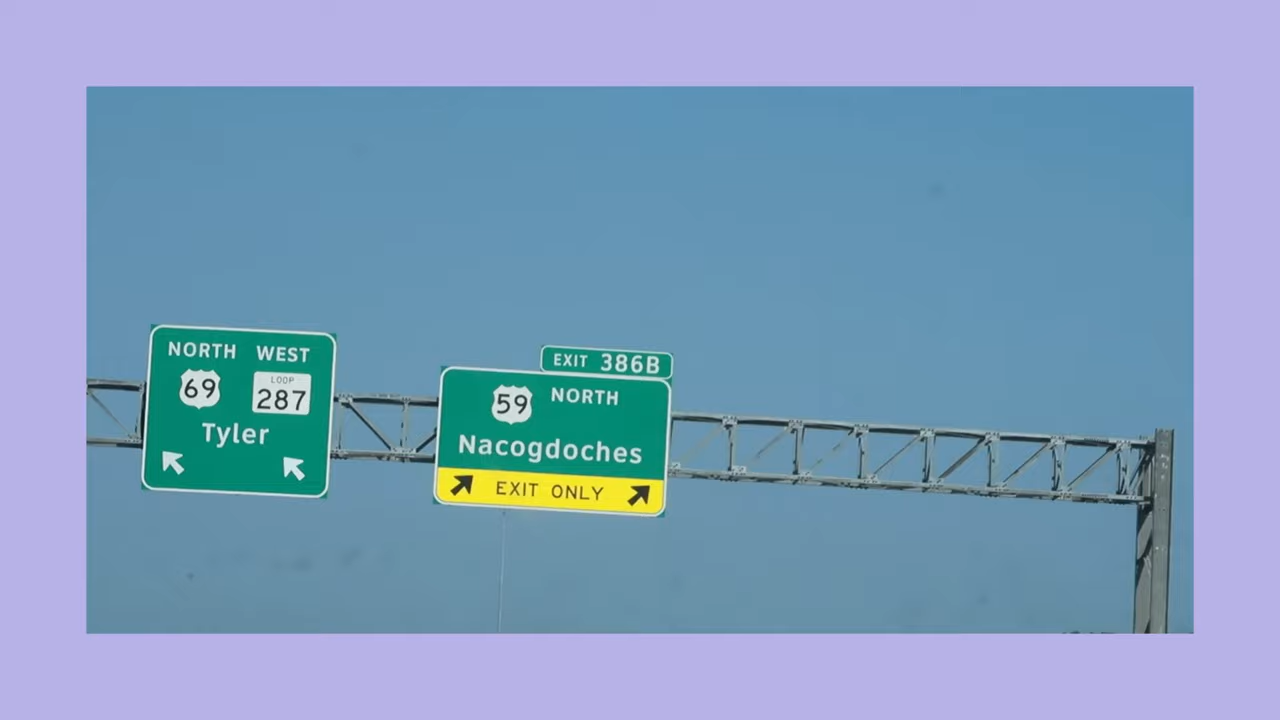 NORTH WEST
69 LOOP 287
Tyler
EXIT 386B
59 NORTH
Nacogdoches
EXIT ONLY